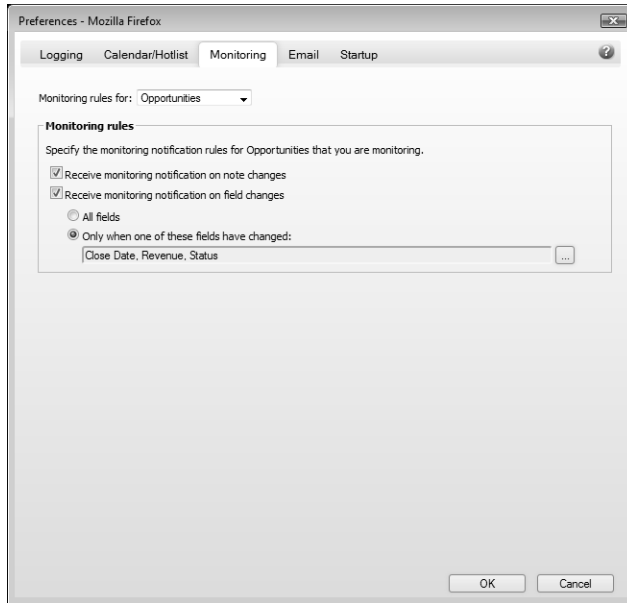 Preferences - Mozilla Firefox
Logging Calendar/Hotlist Monitoring Email Startup ?
Monitoring rules for: Opportunities
Monitoring rules
Specify the monitoring notification rules for Opportunities that you are monitoring.
Receive monitoring notification on note changes
Receive monitoring notification on field changes
All fields
Only when one of these fields have changed:
Close Date, Revenue, Status ...
OK Cancel